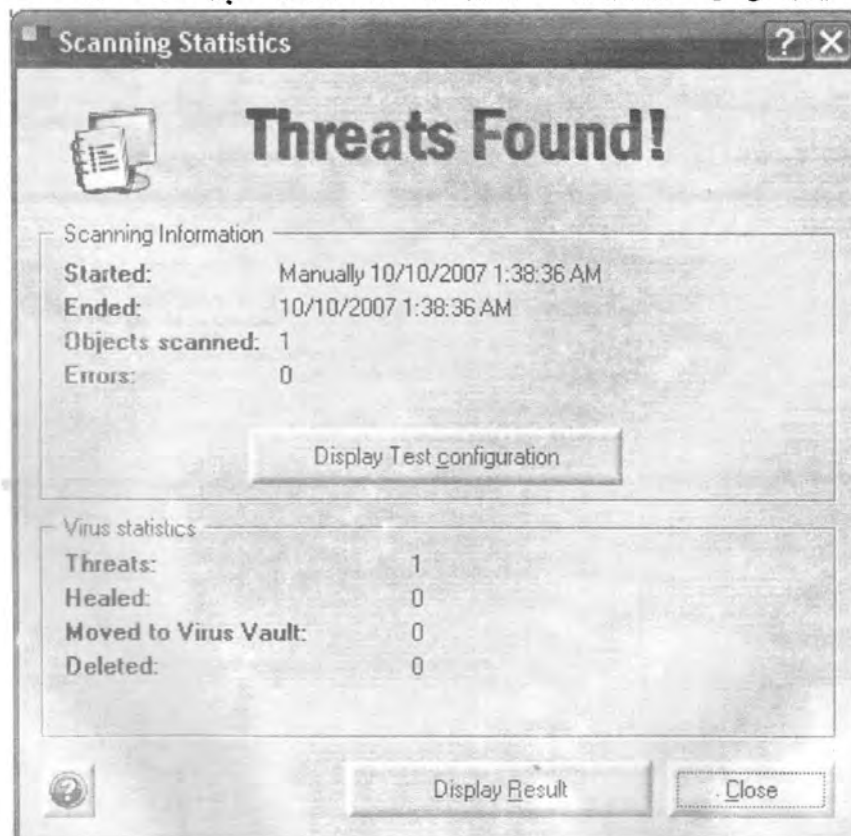 Scanning Statistics
Threats Found!
Scanning Information
Started: Manually 10/10/2007 1:38:36 AM
Ended: 10/10/2007 1:38:36 AM
Objects scanned: 1
Errors: 0
Display Test configuration
Virus statistics
Threats: 1
Healed: 0
Moved to Virus Vault: 0
Deleted: 0
Display Result
Close